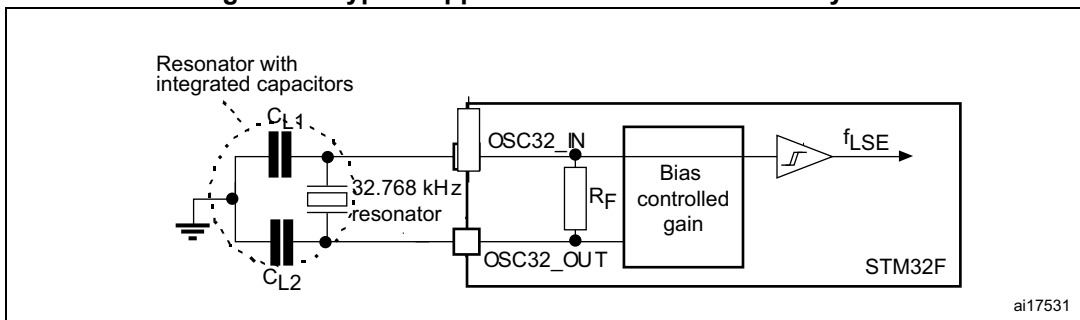 Resonator with
integrated capacitors
CL1
OSC32_IN
fLSE
32.768 kHz
resonator
RF
Bias
controlled
gain
OSC32_OUT
STM32F
CL2
ai17531